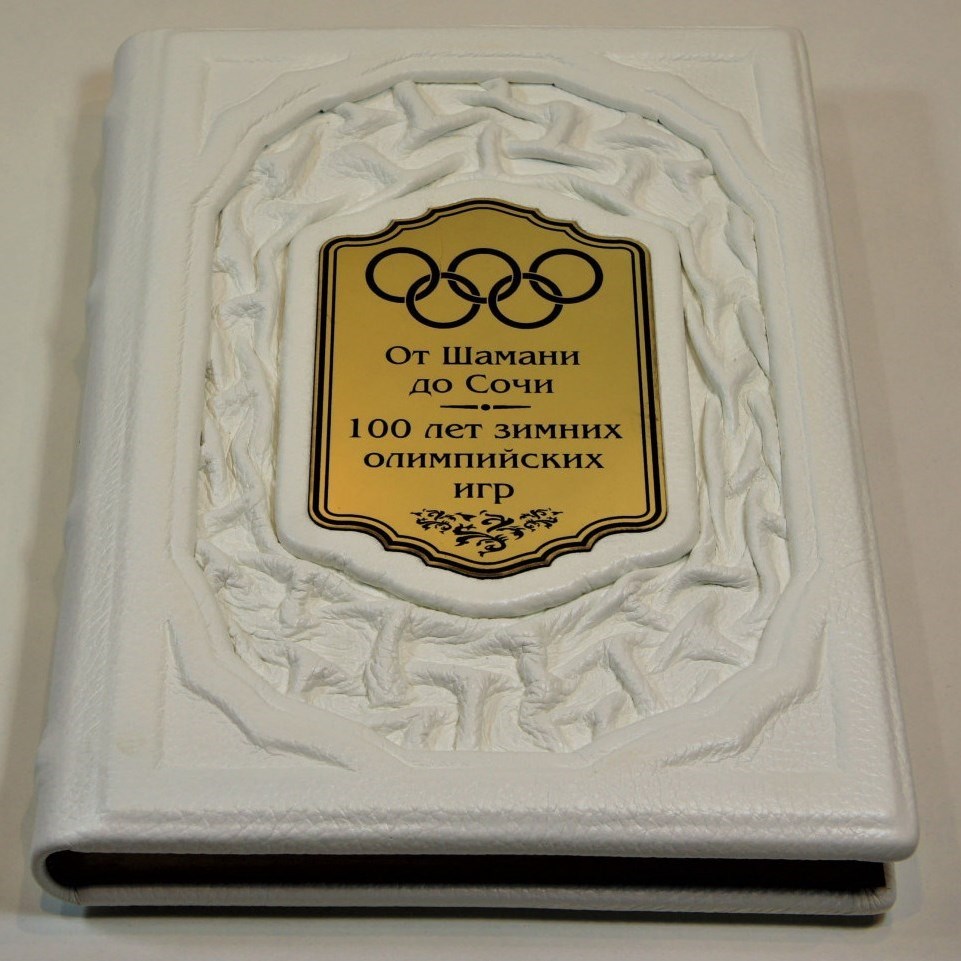 От Шамани
до Сочи
100 лет зимних
олимпийских
игр